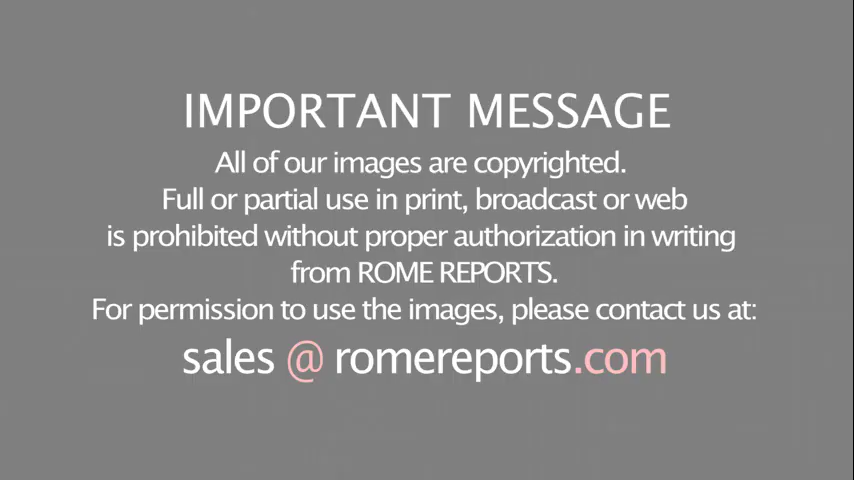 IMPORTANT MESSAGE
All of our images are copyrighted.
Full or partial use in print, broadcast or web
is prohibited without proper authorization in writing
from ROME REPORTS.
For permission to use the images, please contact us at:
sales @ romereports.com